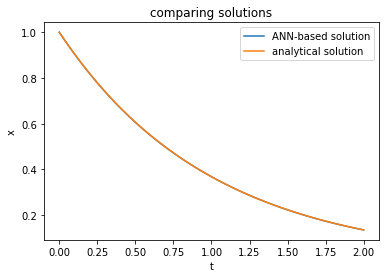 comparing solutions
ANN-based solution
analytical solution
1.0
0.8
0.6
0.4
0.2
x
0.00 0.25 0.50 0.75 1.00 1.25 1.50 1.75 2.00
t